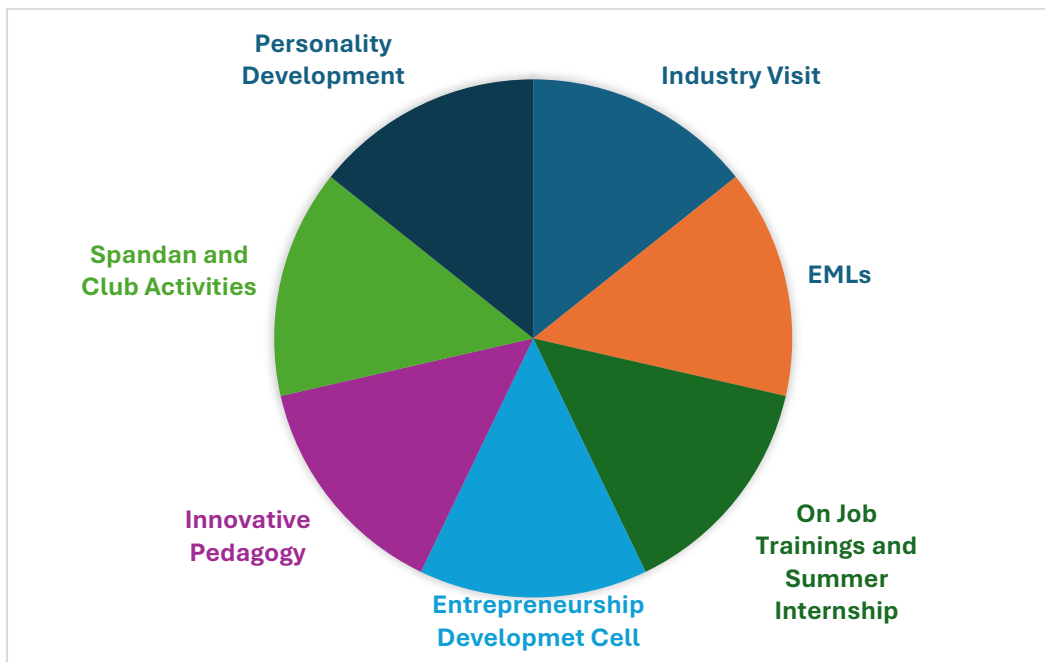 Personality
Development
Industry Visit
Spandan and
Club Activities
EMLs
Innovative
Pedagogy
On Job
Trainings and
Summer
Internship
Entrepreneurship
Developmet Cell